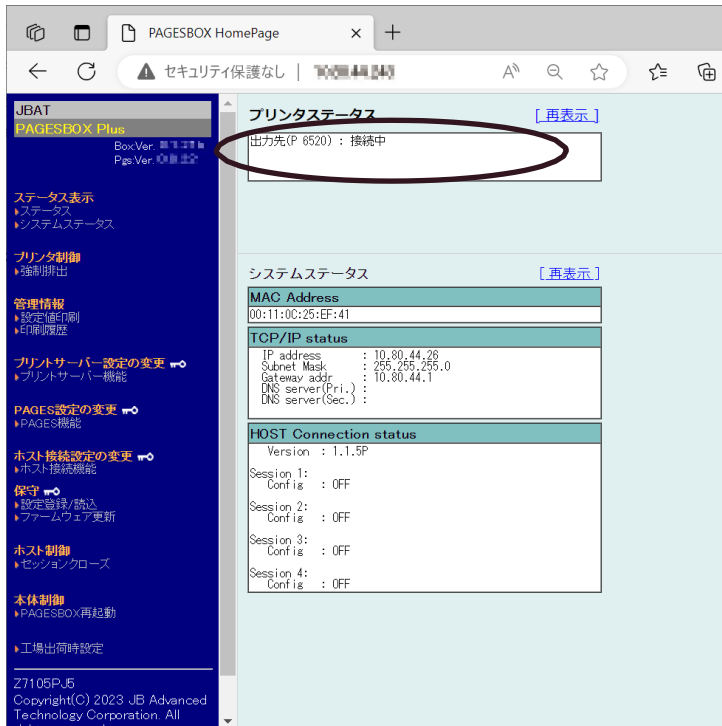 PAGESBOX HomePage
セキュリティ保護なし
JBAT
PAGESBOX Plus
BoxVer.
PgsVer.
ステータス表示
ステータス
システムステータス
プリンタ制御
強制排出
管理情報
設定値印刷
印刷履歴
プリントサーバー設定の変更
プリントサーバー機能
PAGES設定の変更
PAGES機能
ホスト接続設定の変更
ホスト接続機能
保守
設定登録/読込
ファームウェア更新
ホスト制御
セッションクローズ
本体制御
PAGESBOX再起動
工場出荷時設定
Z7105PJ5
Copyright(C) 2023 JB Advanced
Technology Corporation. All
プリンタステータス [ 再表示 ]
出力先(P 6520) : 接続中
システムステータス [ 再表示 ]
MAC Address
00:11:0C:25:EF:41
TCP/IP status
IP address : 10.80.44.26
Subnet Mask : 255.255.255.0
Gateway addr : 10.80.44.1
DNS server(Pri.) :
DNS server(Sec.) :
HOST Connection status
Version : 1.1.5P
Session 1:
Config : OFF
Session 2:
Config : OFF
Session 3:
Config : OFF
Session 4:
Config : OFF